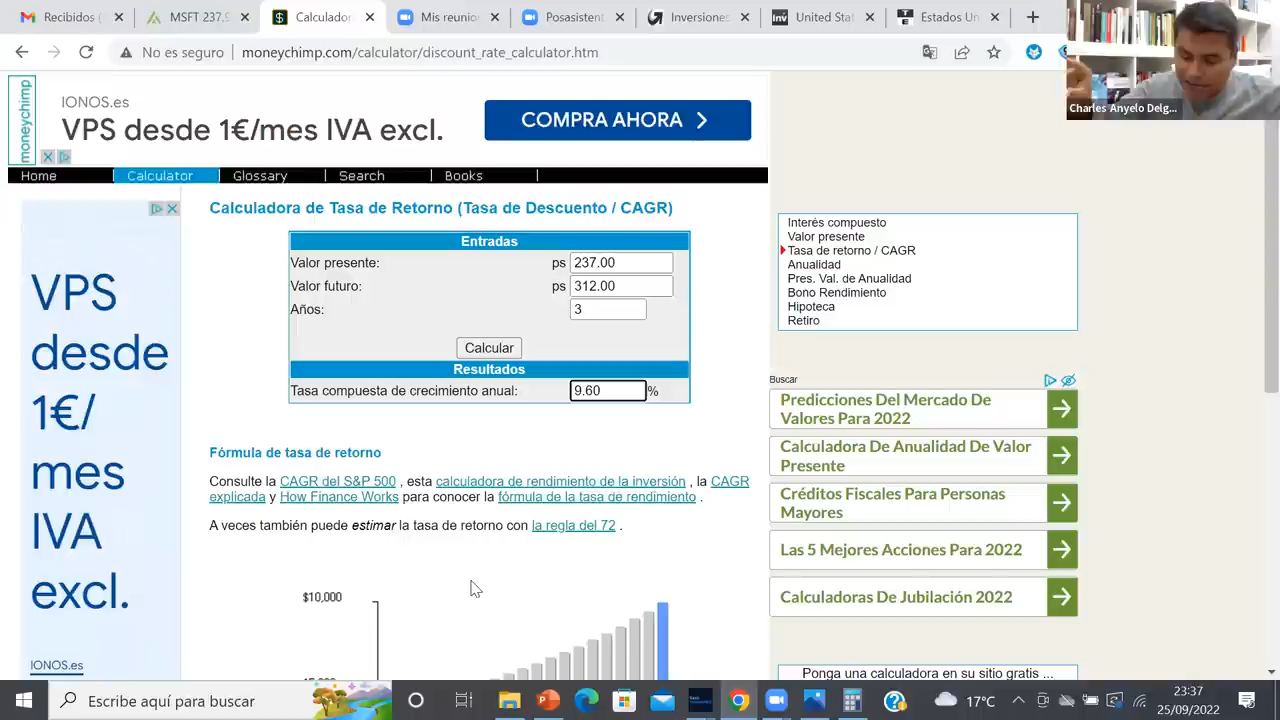 Recibidos (
MSFT 237.9
Calculado
Mis reunio
Posasistent
Inversiones
United Stat
Estados Un
No es seguro
moneychimp.com/calculator/discount_rate_calculator.htm
Charles Anyelo Delg...
moneychimp
IONOS.es
VPS desde 1€/mes IVA excl.
COMPRA AHORA
Home
Calculator
Glossary
Search
Books
VPS
desde
1€/
mes
IVA
excl.
IONOS.es
Calculadora de Tasa de Retorno (Tasa de Descuento / CAGR)
Entradas
Valor presente: ps 237.00
Valor futuro: ps 312.00
Años: 3
Calcular
Resultados
Tasa compuesta de crecimiento anual: 9.60 %
Fórmula de tasa de retorno
Consulte la CAGR del S&P 500 , esta calculadora de rendimiento de la inversión , la CAGR
explicada y How Finance Works para conocer la fórmula de la tasa de rendimiento .
A veces también puede estimar la tasa de retorno con la regla del 72 .
$10,000
Interés compuesto
Valor presente
Tasa de retorno / CAGR
Anualidad
Pres. Val. de Anualidad
Bono Rendimiento
Hipoteca
Retiro
Buscar
Predicciones Del Mercado De
Valores Para 2022
Calculadora De Anualidad De Valor
Presente
Créditos Fiscales Para Personas
Mayores
Las 5 Mejores Acciones Para 2022
Calculadoras De Jubilación 2022
Ponga una calculadora en su sitio gratis ...
Escribe aquí para buscar
17°C
23:37
25/09/2022